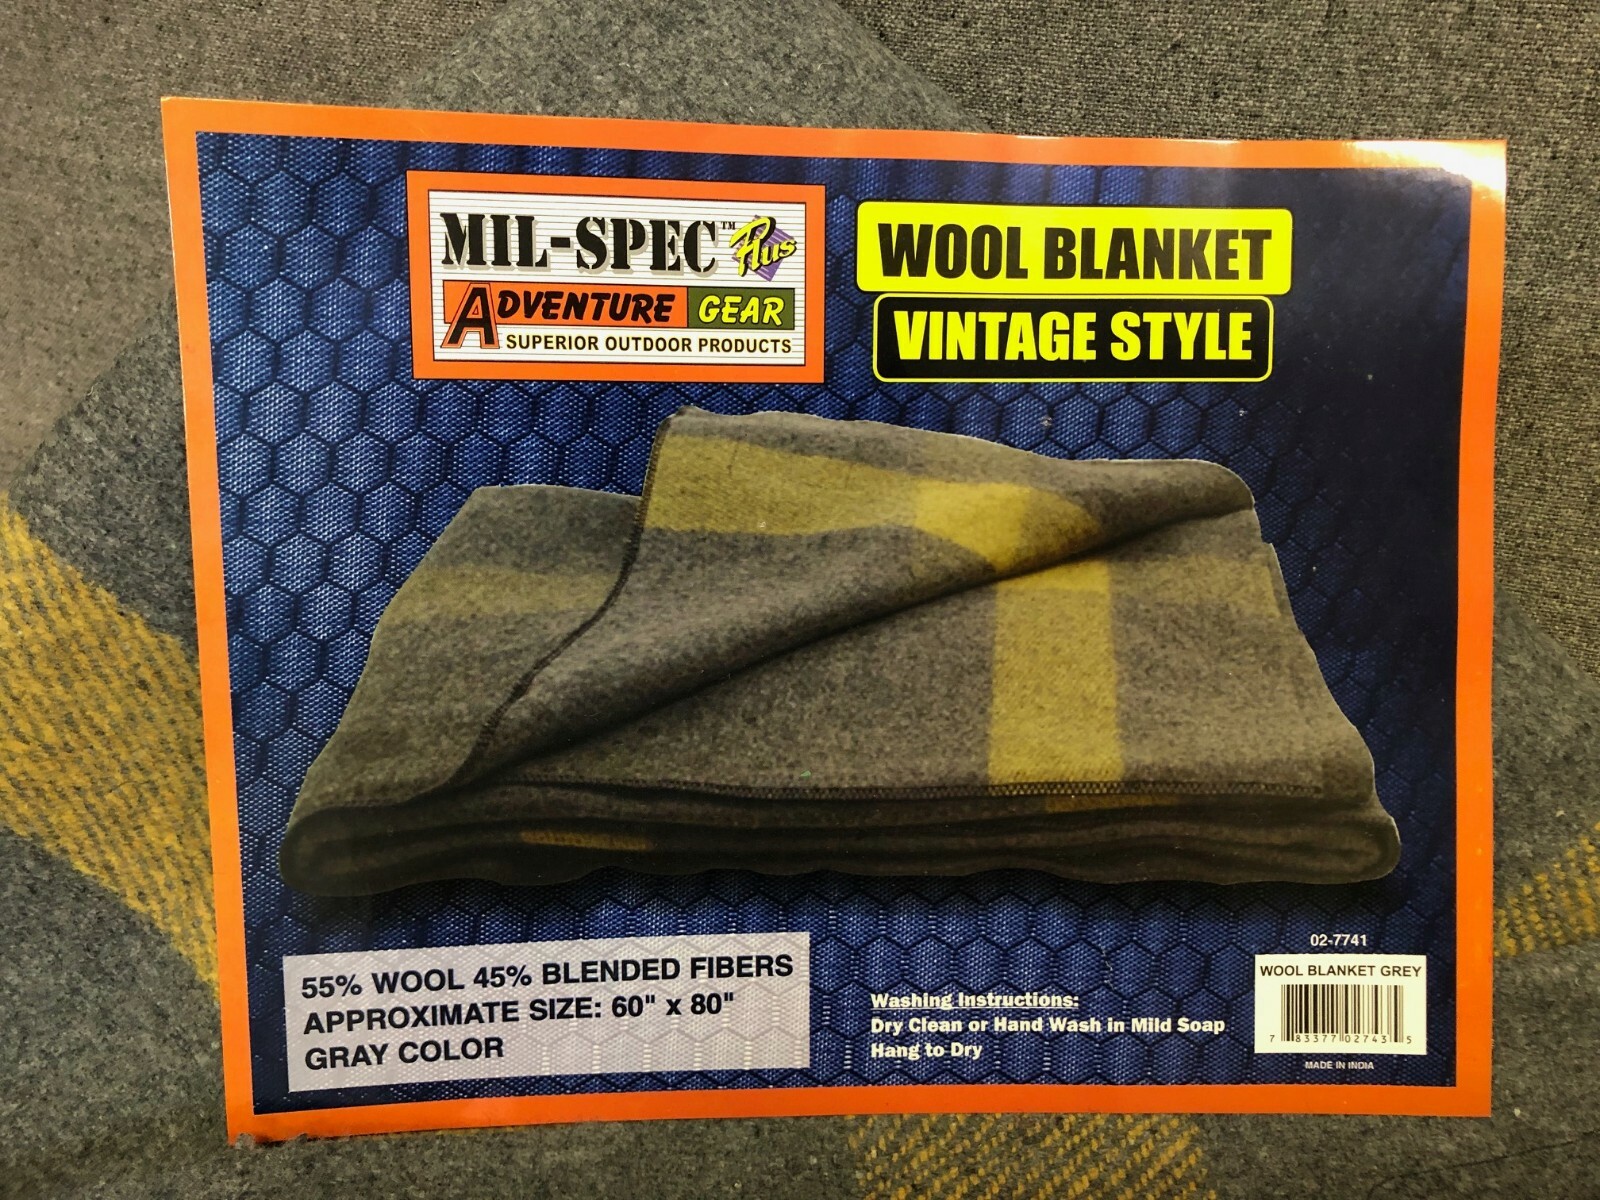 MIL-SPEC™ Plus
ADVENTURE GEAR
SUPERIOR OUTDOOR PRODUCTS
WOOL BLANKET
VINTAGE STYLE
55% WOOL 45% BLENDED FIBERS
APPROXIMATE SIZE: 60" x 80"
GRAY COLOR
Washing Instructions:
Dry Clean or Hand Wash in Mild Soap
Hang to Dry
02-7741
WOOL BLANKET GREY
7 83377 02743 5
MADE IN INDIA